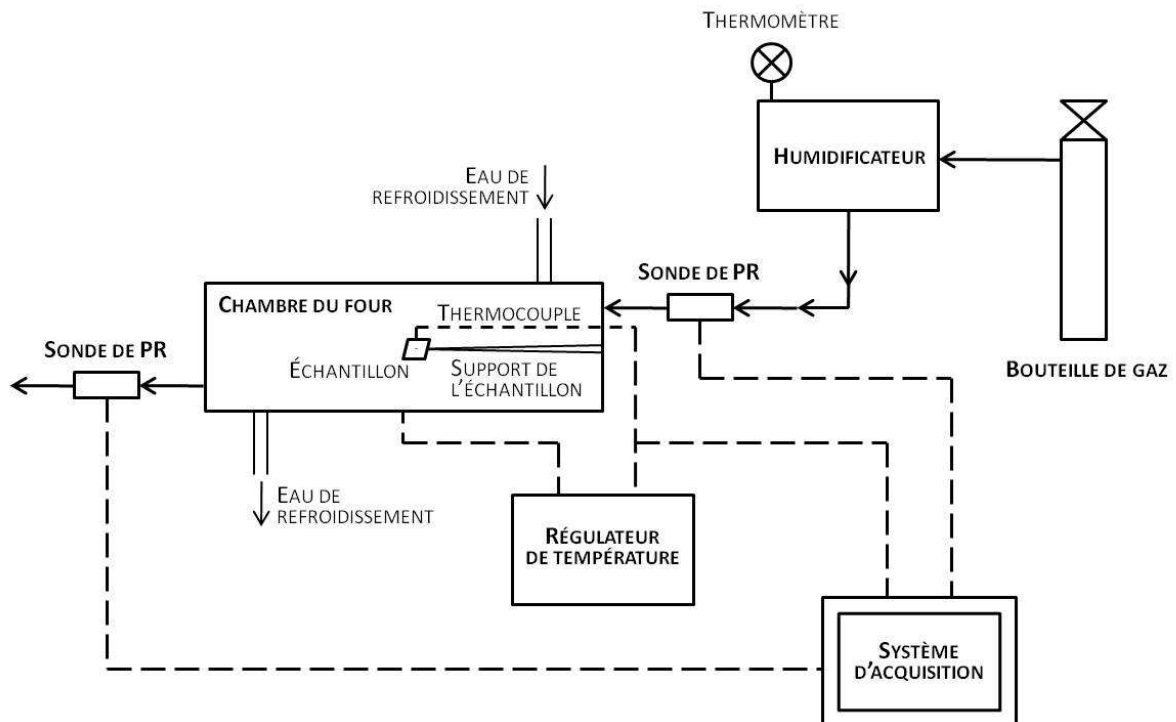 THERMOMÈTRE
HUMIDIFICATEUR
EAU DE
REFROIDISSEMENT
SONDE DE PR
CHAMBRE DU FOUR
THERMOCOUPLE
SONDE DE PR
ÉCHANTILLON
SUPPORT DE
L'ÉCHANTILLON
BOUTEILLE DE GAZ
EAU DE
REFROIDISSEMENT
RÉGULATEUR
DE TEMPÉRATURE
SYSTÈME
D'ACQUISITION